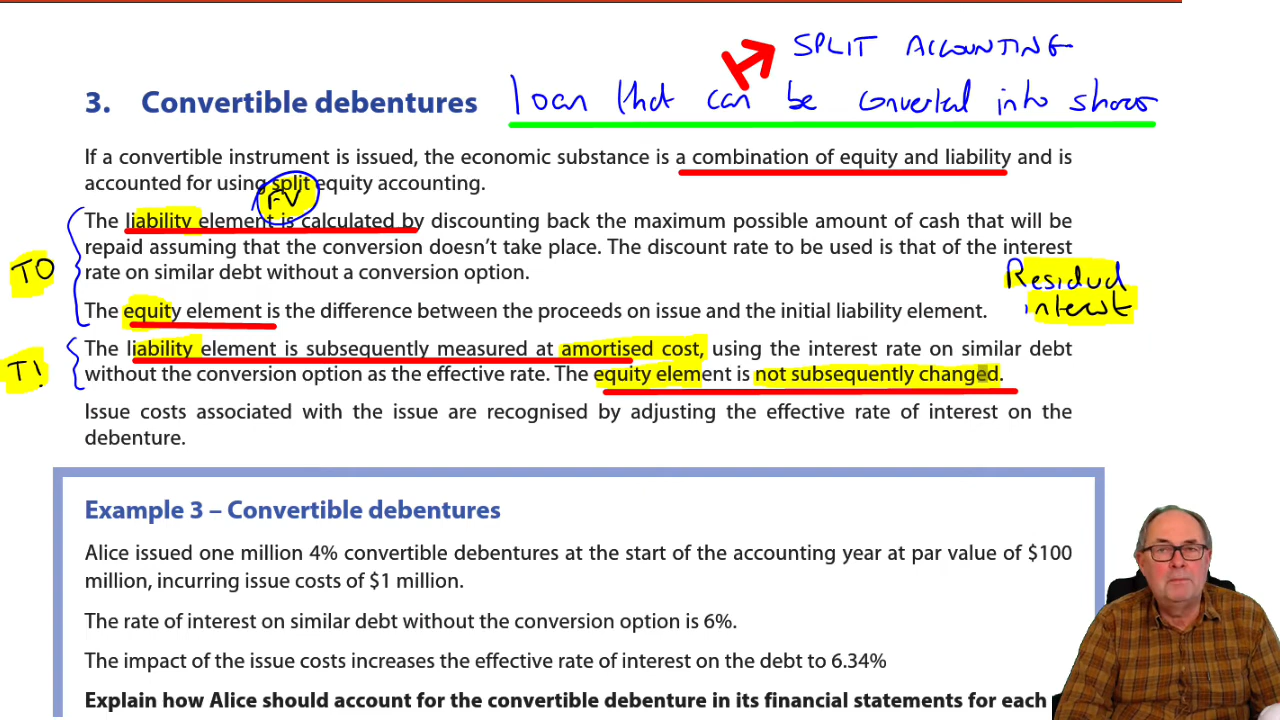 SPLIT ACCOUNTING
3. Convertible debentures loan that can be converted into shares
If a convertible instrument is issued, the economic substance is a combination of equity and liability and is
accounted for using split equity accounting.
FV
The liability element is calculated by discounting back the maximum possible amount of cash that will be
repaid assuming that the conversion doesn't take place. The discount rate to be used is that of the interest
T0
rate on similar debt without a conversion option.
Residual
interest
The equity element is the difference between the proceeds on issue and the initial liability element.
The liability element is subsequently measured at amortised cost, using the interest rate on similar debt
T1
without the conversion option as the effective rate. The equity element is not subsequently changed.
Issue costs associated with the issue are recognised by adjusting the effective rate of interest on the
debenture.
Example 3 – Convertible debentures
Alice issued one million 4% convertible debentures at the start of the accounting year at par value of $100
million, incurring issue costs of $1 million.
The rate of interest on similar debt without the conversion option is 6%.
The impact of the issue costs increases the effective rate of interest on the debt to 6.34%
Explain how Alice should account for the convertible debenture in its financial statements for each